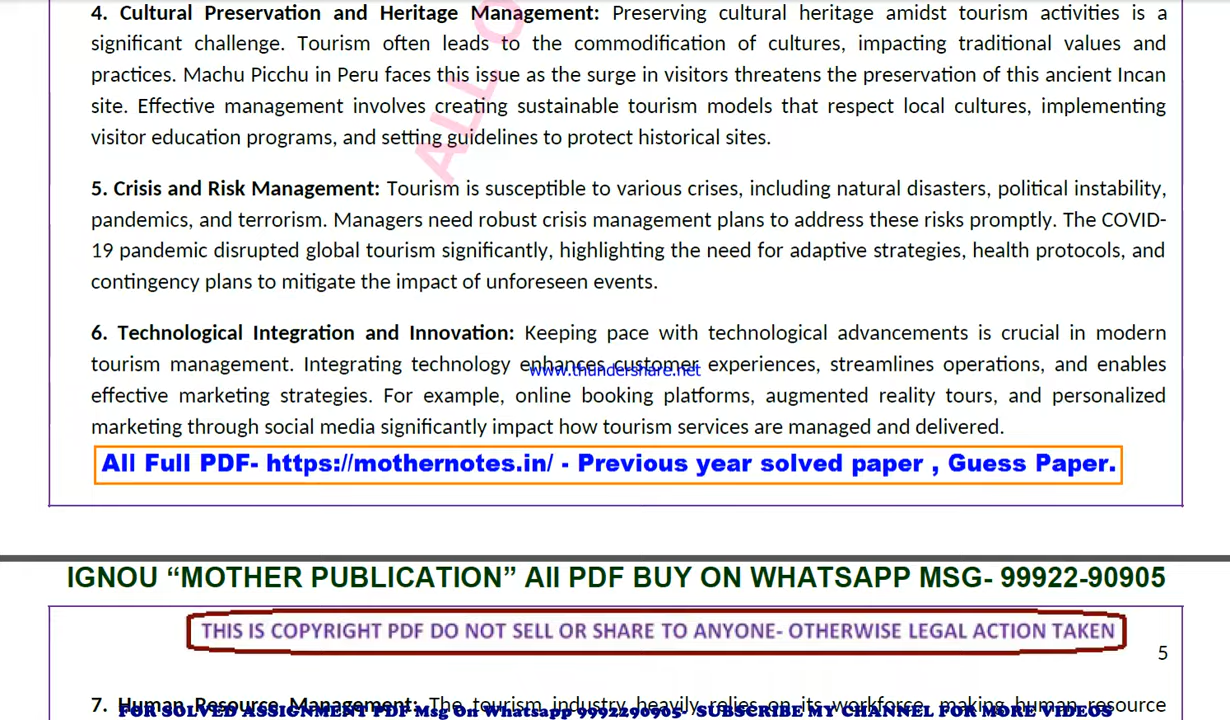 4. Cultural Preservation and Heritage Management: Preserving cultural heritage amidst tourism activities is a
significant challenge. Tourism often leads to the commodification of cultures, impacting traditional values and
practices. Machu Picchu in Peru faces this issue as the surge in visitors threatens the preservation of this ancient Incan
site. Effective management involves creating sustainable tourism models that respect local cultures, implementing
visitor education programs, and setting guidelines to protect historical sites.
ALL O
5. Crisis and Risk Management: Tourism is susceptible to various crises, including natural disasters, political instability,
pandemics, and terrorism. Managers need robust crisis management plans to address these risks promptly. The COVID-
19 pandemic disrupted global tourism significantly, highlighting the need for adaptive strategies, health protocols, and
contingency plans to mitigate the impact of unforeseen events.
6. Technological Integration and Innovation: Keeping pace with technological advancements is crucial in modern
tourism management. Integrating technology enhances customer experiences, streamlines operations, and enables
www.thundershare.net
effective marketing strategies. For example, online booking platforms, augmented reality tours, and personalized
marketing through social media significantly impact how tourism services are managed and delivered.
All Full PDF- https://mothernotes.in/ - Previous year solved paper , Guess Paper.
IGNOU “MOTHER PUBLICATION” All PDF BUY ON WHATSAPP MSG- 99922-90905
THIS IS COPYRIGHT PDF DO NOT SELL OR SHARE TO ANYONE- OTHERWISE LEGAL ACTION TAKEN
5
7. Human Resource Management: The tourism industry heavily relies on its workforce, making human resource
FOR SOLVED ASSIGNMENT PDF Msg On Whatsapp 9992290905- SUBSCRIBE MY CHANNEL FOR MORE VIDEOS